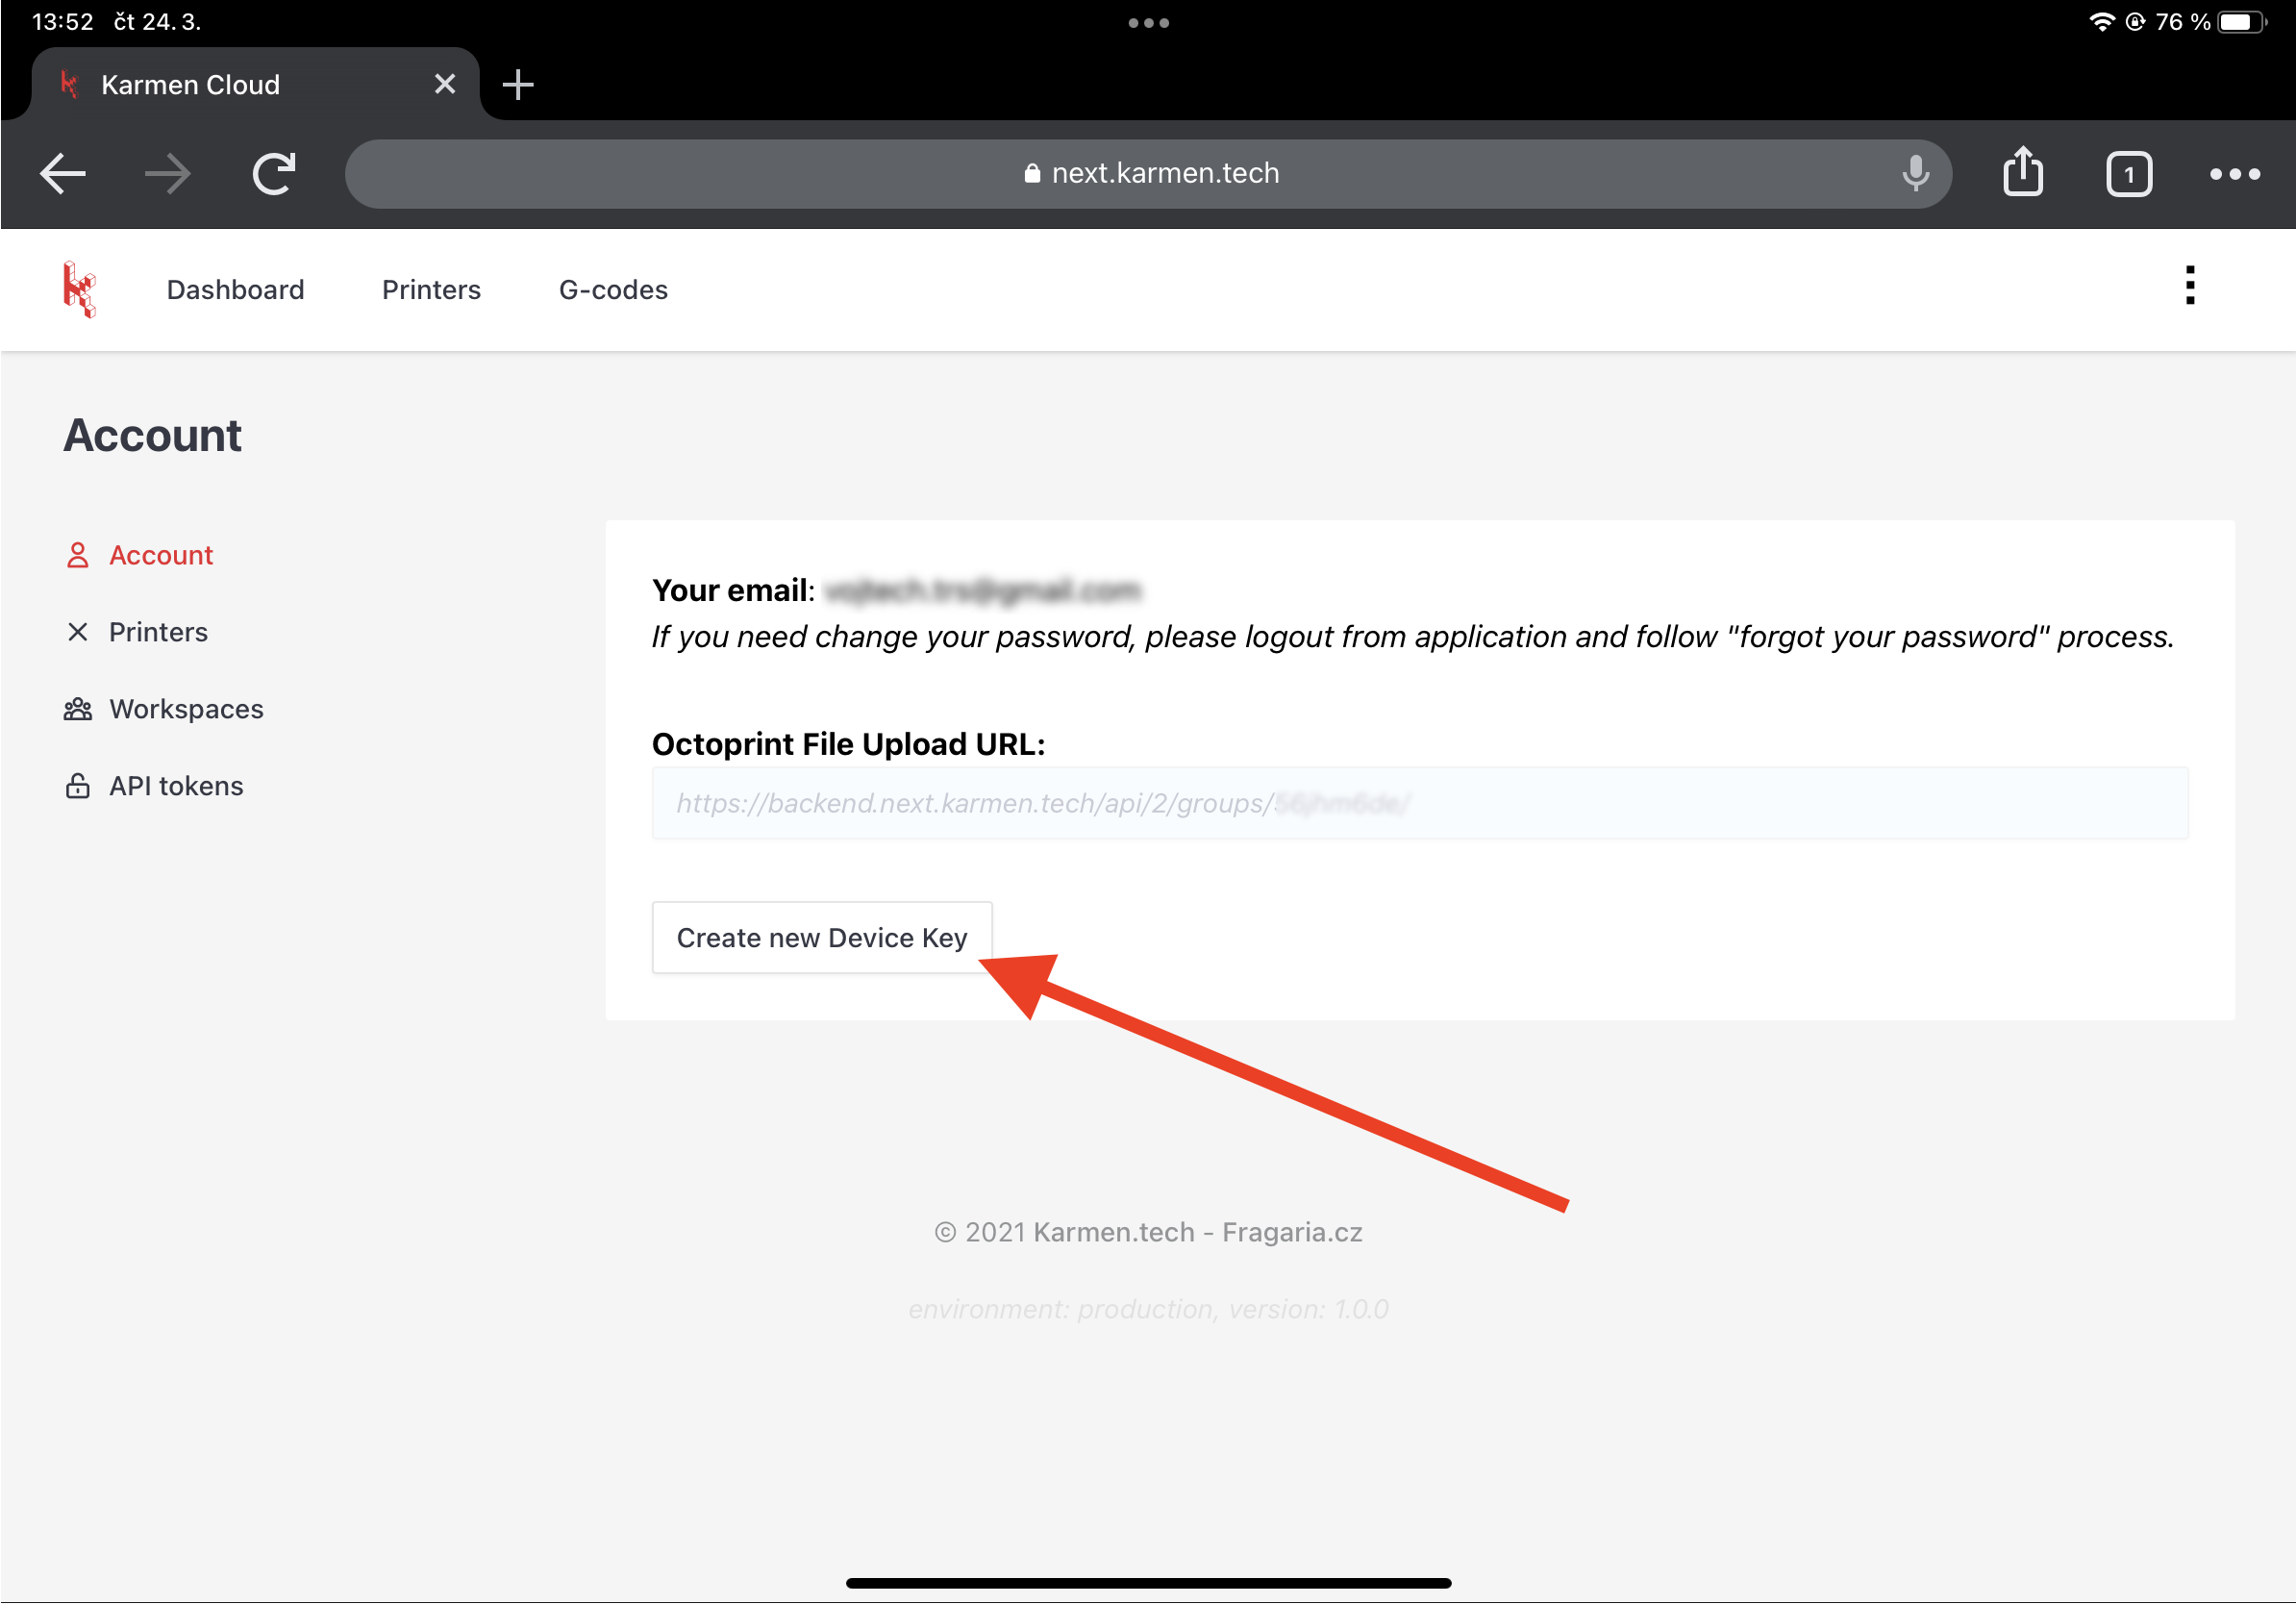 13:52 čt 24. 3.
76 %
Karmen Cloud
next.karmen.tech
1
Dashboard Printers G-codes
Account
Account
Printers
Workspaces
API tokens
Your email:
If you need change your password, please logout from application and follow "forgot your password" process.
Octoprint File Upload URL:
https://backend.next.karmen.tech/api/2/groups/
Create new Device Key
© 2021 Karmen.tech - Fragaria.cz
environment: production, version: 1.0.0